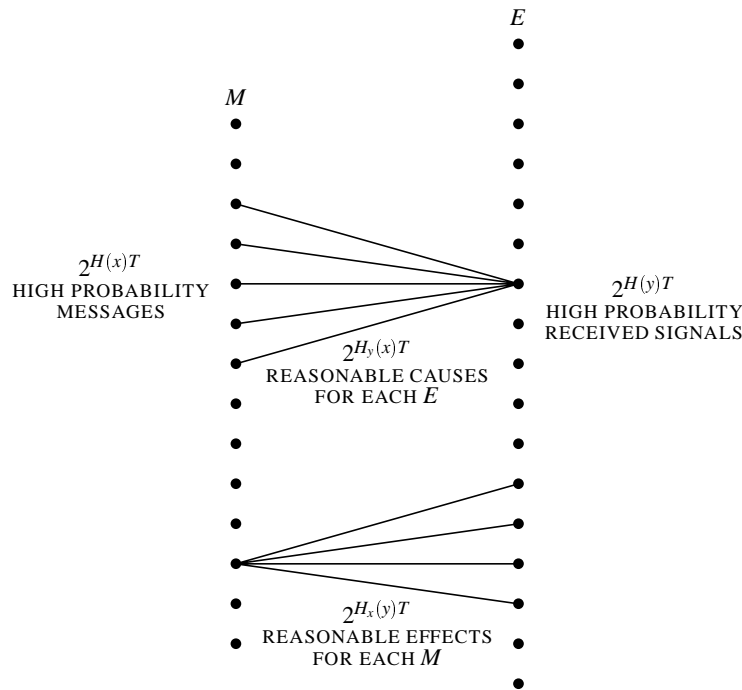 E
M
2^{H(x)T}
HIGH PROBABILITY
MESSAGES
2^{H(y)T}
HIGH PROBABILITY
RECEIVED SIGNALS
2^{H_y(x)T}
REASONABLE CAUSES
FOR EACH E
2^{H_x(y)T}
REASONABLE EFFECTS
FOR EACH M